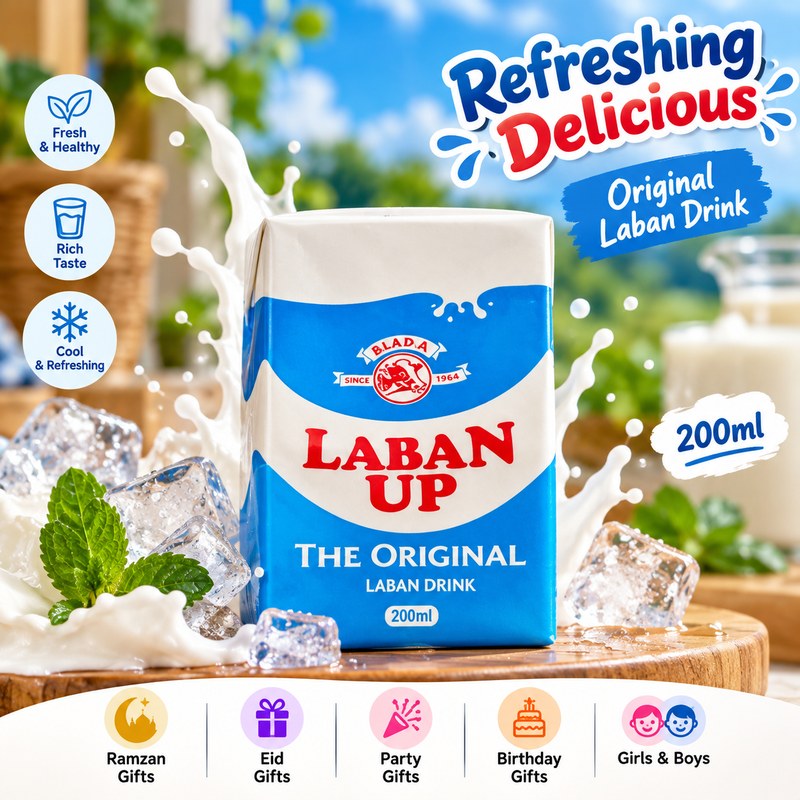 Refreshing
Delicious
Original
Laban Drink
Fresh
& Healthy
Rich
Taste
Cool
& Refreshing
BLAD.A
SINCE 1964
LABAN
UP
THE ORIGINAL
LABAN DRINK
200ml
200ml
Ramzan
Gifts
Eid
Gifts
Party
Gifts
Birthday
Gifts
Girls & Boys